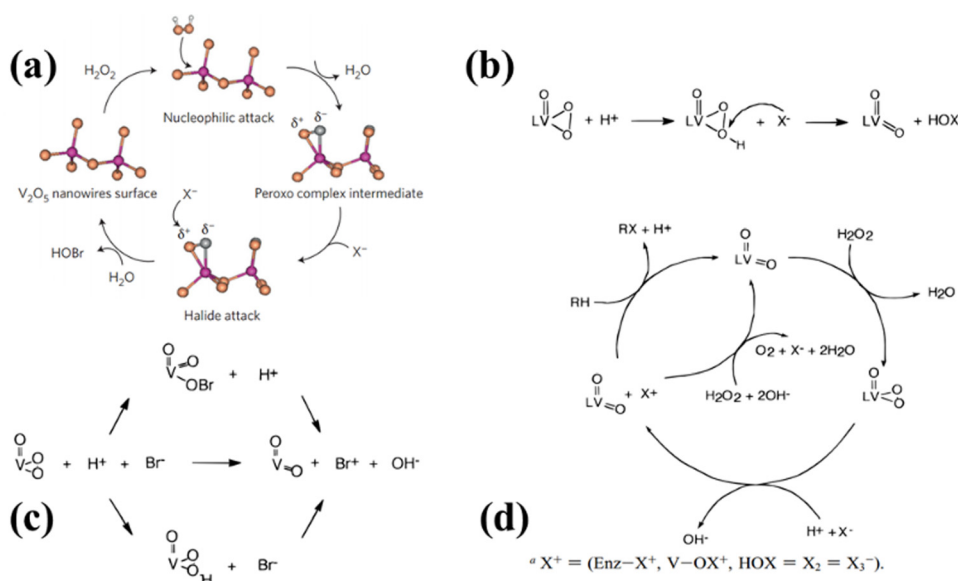 (a)
H₂O₂
H₂O
Nucleophilic attack
δ⁺ δ⁻
V₂O₅ nanowires surface
X⁻
Peroxo complex intermediate
δ⁺ δ⁻
HOBr
H₂O
X⁻
Halide attack
(b)
O
LV O O + H⁺ O LV O O H + X⁻ O LV O + HOX
(c)
O V O OBr + H⁺
O V O O + H⁺ + Br⁻ O V O + Br⁺ + OH⁻
O V O O H + Br⁻
(d)
RX + H+
O LV O
H₂O₂
RH
H₂O
O₂ + X⁻ + 2H₂O
O LV O + X+
H₂O₂ + 2OH⁻
O LV O O
OH⁻
H⁺ + X⁻
ᵃ X⁺ = (Enz−X⁺, V−OX⁺, HOX = X₂ = X₃⁻).